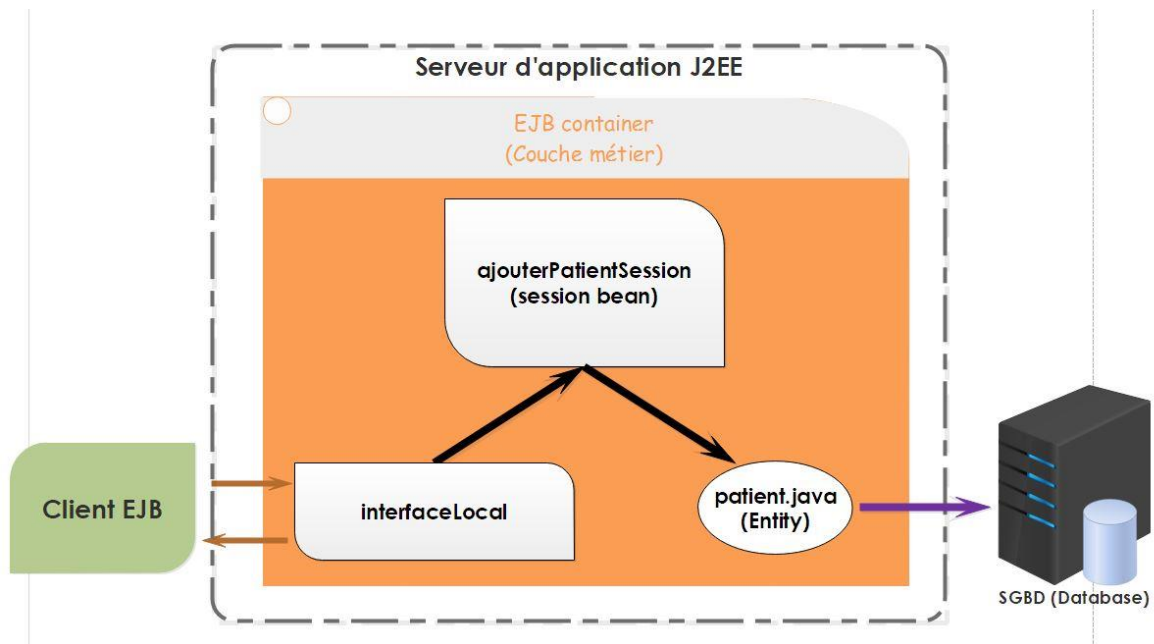 Serveur d'application J2EE
EJB container
(Couche métier)
ajouterPatientSession
(session bean)
Client EJB
interfaceLocal
patient.java
(Entity)
SGBD (Database)